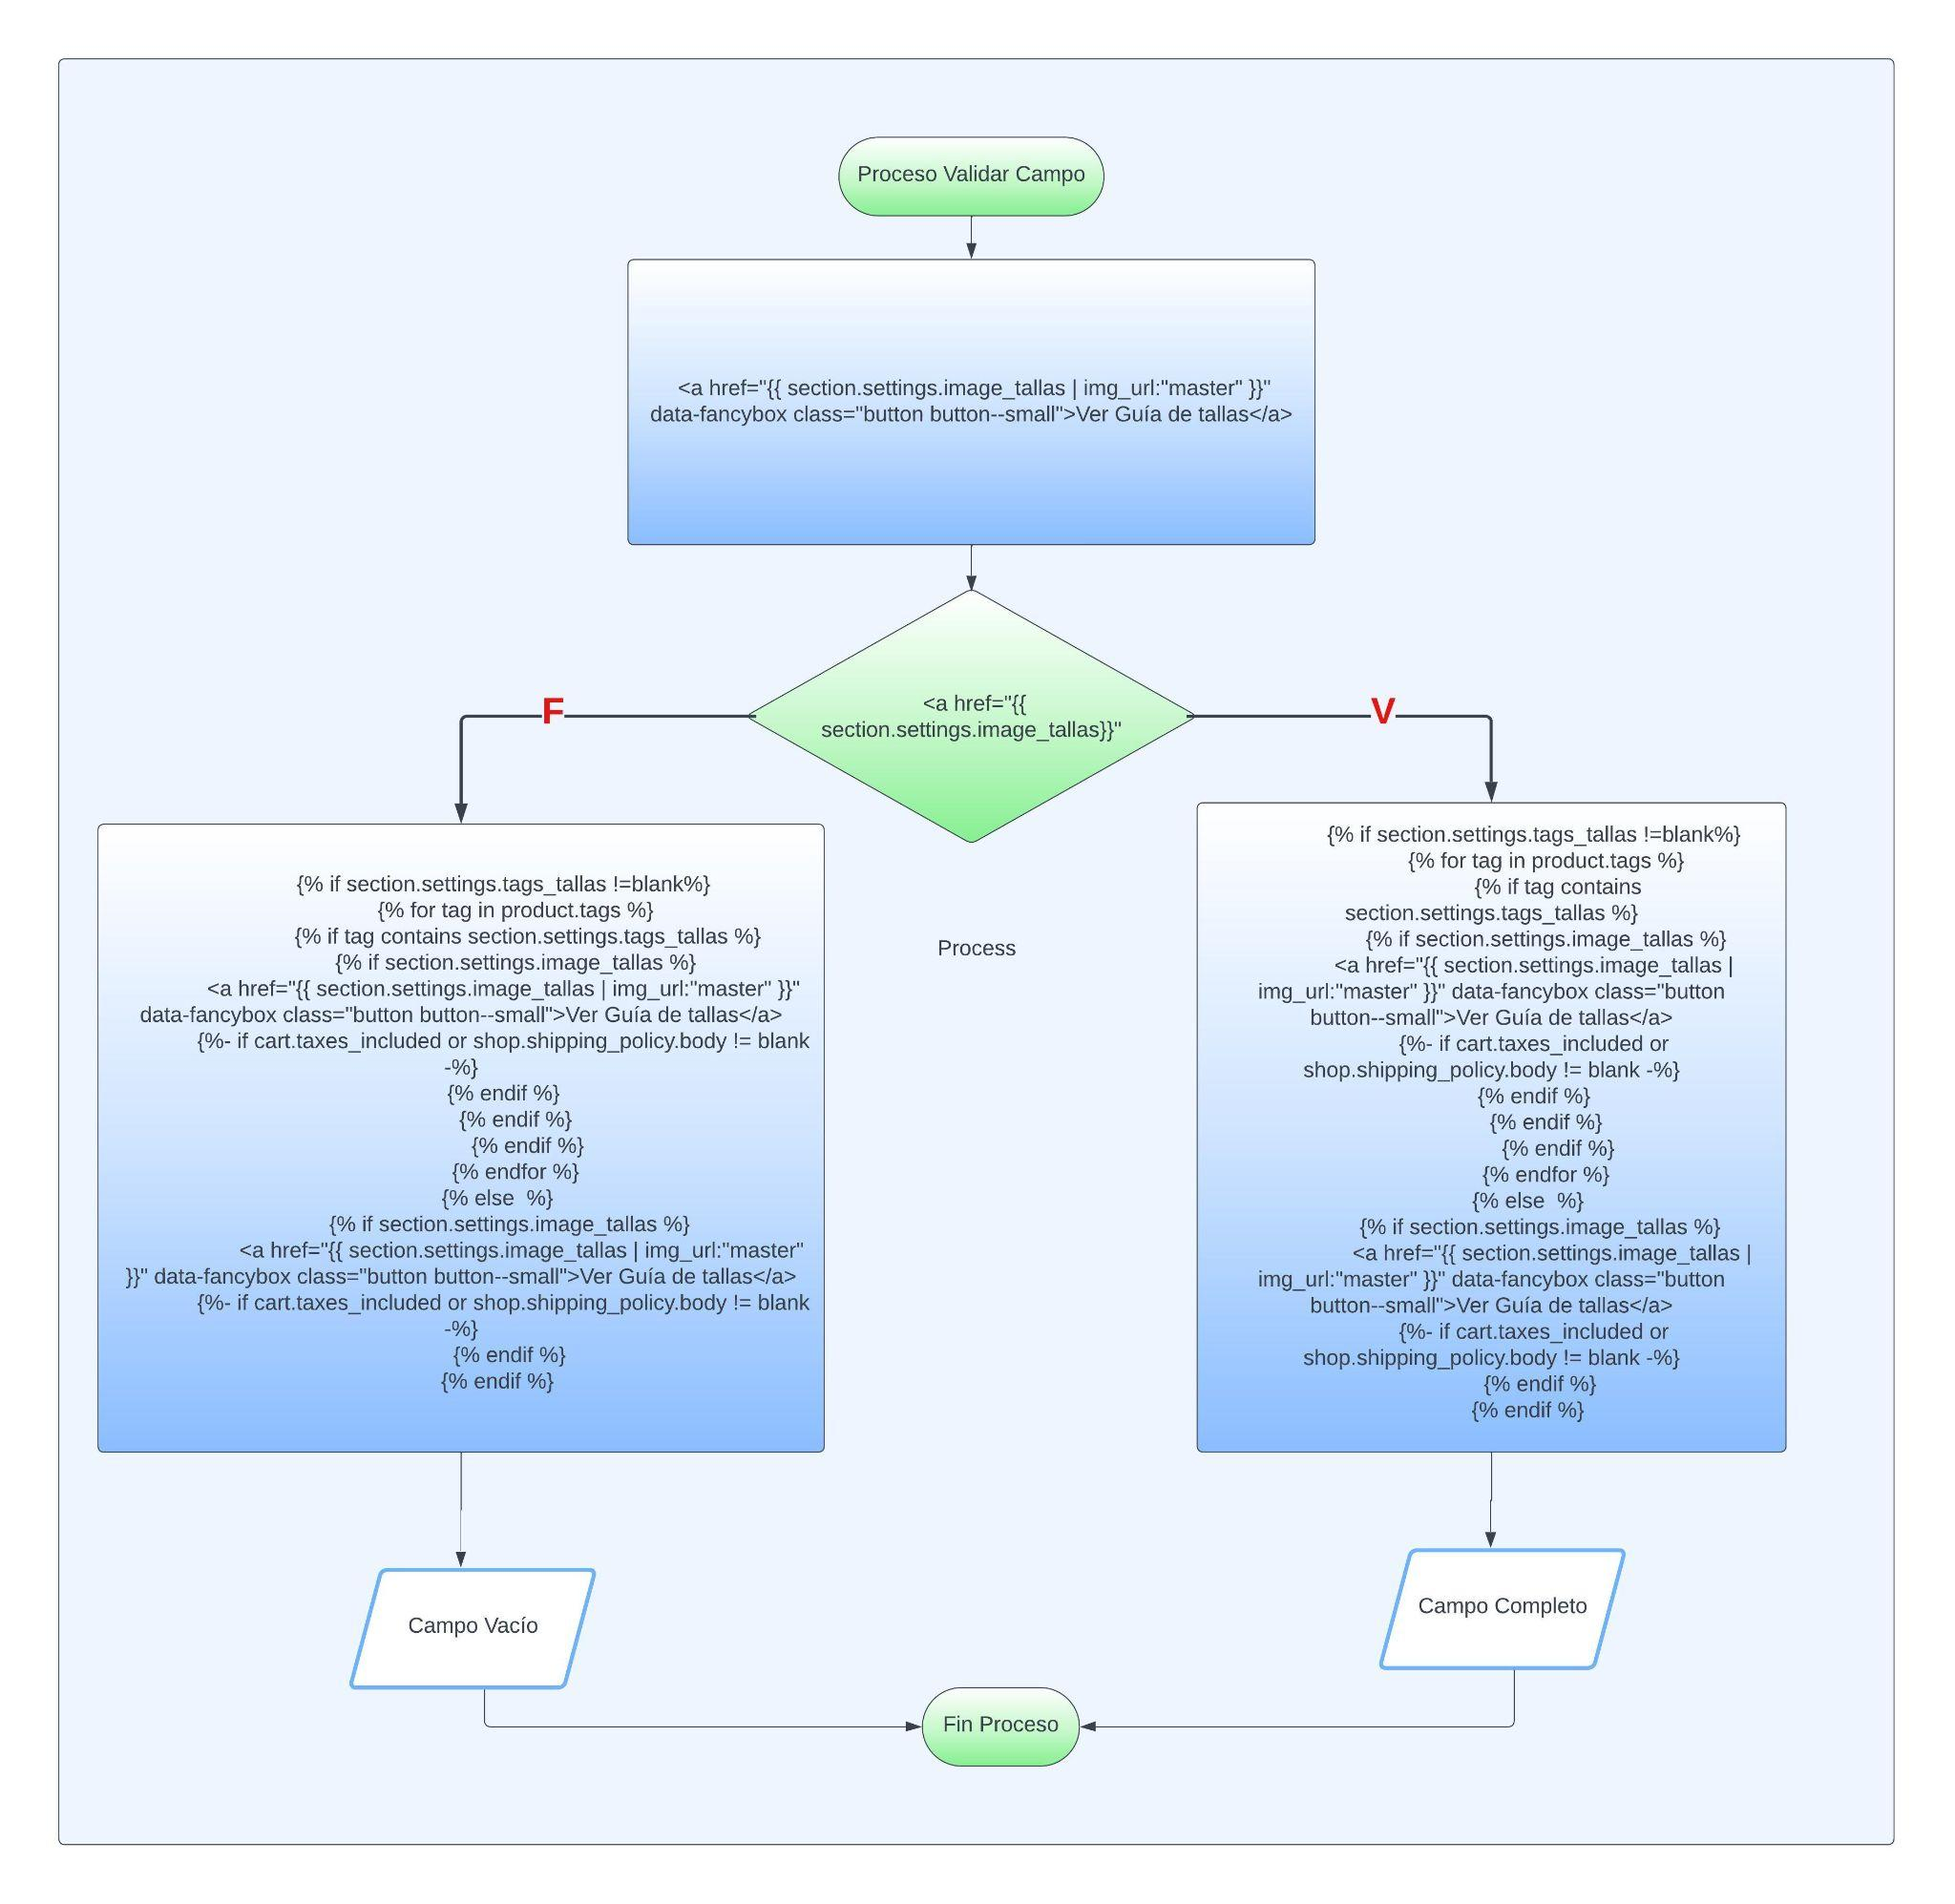 Proceso Validar Campo
<a href="{{ section.settings.image_tallas | img_url:"master" }}"
data-fancybox class="button button--small">Ver Guía de tallas</a>
<a href="{{
section.settings.image_tallas}}"
F
V
{% if section.settings.tags_tallas !=blank%}
{% for tag in product.tags %}
{% if tag contains section.settings.tags_tallas %}
{% if section.settings.image_tallas %}
<a href="{{ section.settings.image_tallas | img_url:"master" }}"
data-fancybox class="button button--small">Ver Guía de tallas</a>
{%- if cart.taxes_included or shop.shipping_policy.body != blank
-%}
{% endif %}
{% endif %}
{% endif %}
{% endfor %}
{% else  %}
{% if section.settings.image_tallas %}
<a href="{{ section.settings.image_tallas | img_url:"master"
}}" data-fancybox class="button button--small">Ver Guía de tallas</a>
{%- if cart.taxes_included or shop.shipping_policy.body != blank
-%}
{% endif %}
{% endif %}
Process
{% if section.settings.tags_tallas !=blank%}
{% for tag in product.tags %}
{% if tag contains
section.settings.tags_tallas %}
{% if section.settings.image_tallas %}
<a href="{{ section.settings.image_tallas |
img_url:"master" }}" data-fancybox class="button
button--small">Ver Guía de tallas</a>
{%- if cart.taxes_included or
shop.shipping_policy.body != blank -%}
{% endif %}
{% endif %}
{% endif %}
{% endfor %}
{% else  %}
{% if section.settings.image_tallas %}
<a href="{{ section.settings.image_tallas |
img_url:"master" }}" data-fancybox class="button
button--small">Ver Guía de tallas</a>
{%- if cart.taxes_included or
shop.shipping_policy.body != blank -%}
{% endif %}
{% endif %}
Campo Vacío
Campo Completo
Fin Proceso